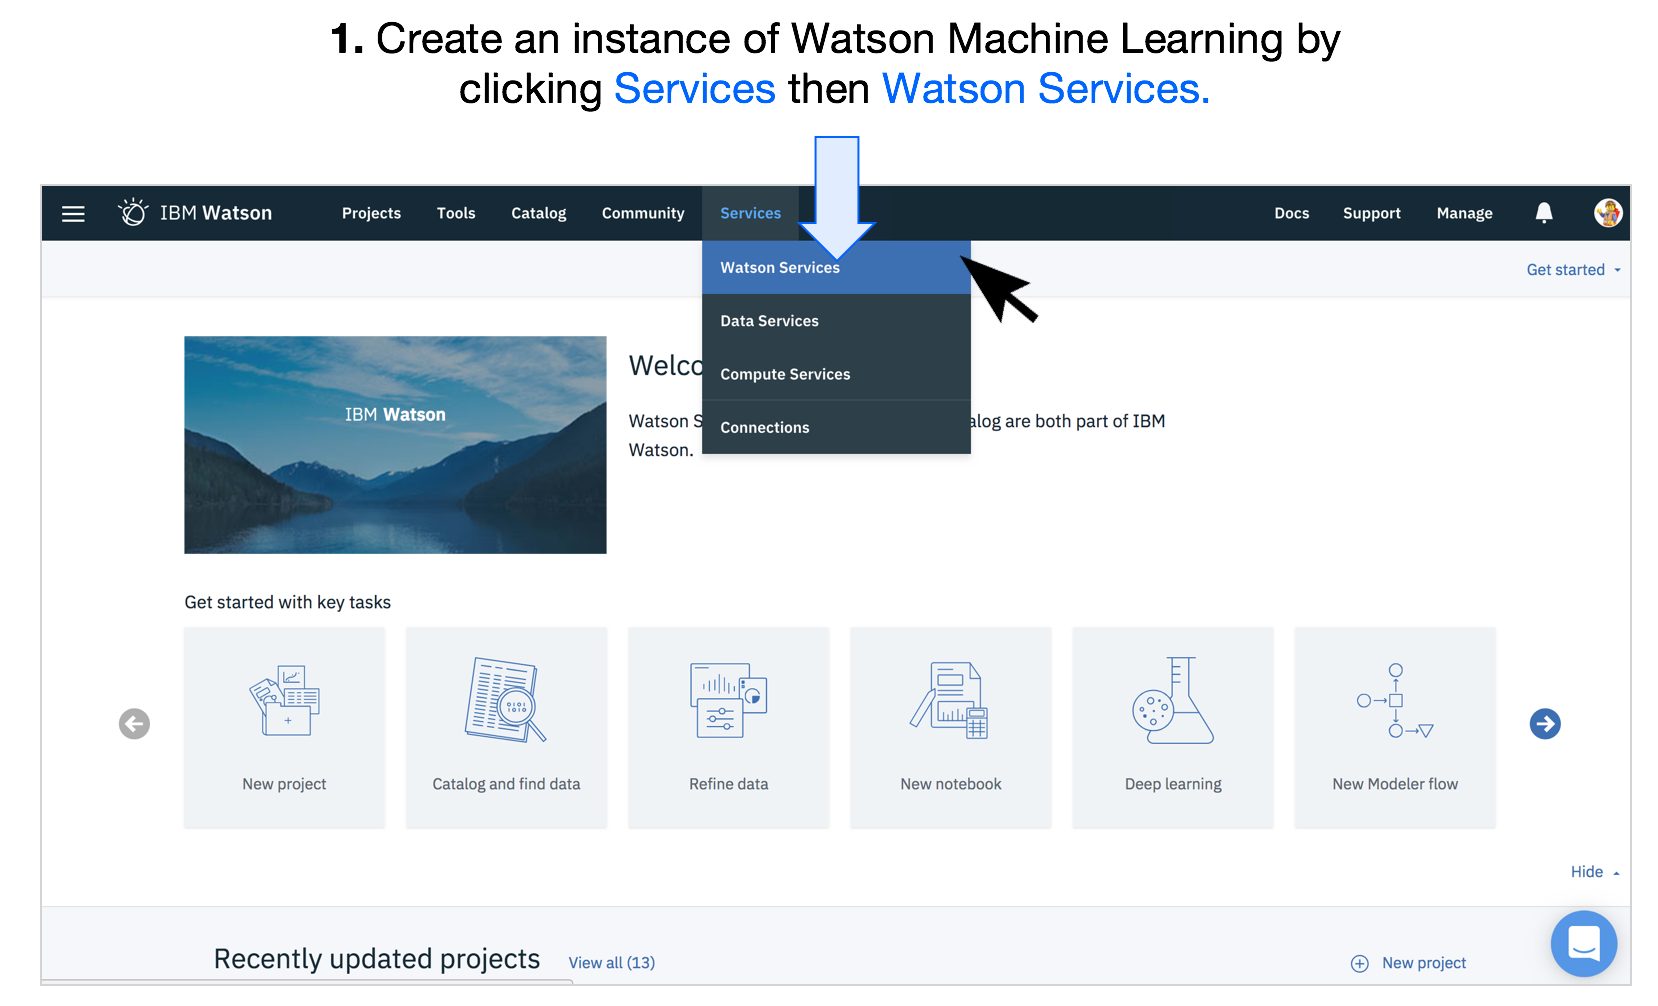 1. Create an instance of Watson Machine Learning by
clicking Services then Watson Services.
IBM Watson
Projects
Tools
Catalog
Community
Services
Docs
Support
Manage
Watson Services
Data Services
Compute Services
Connections
Get started
IBM Watson
Watson
alog are both part of IBM
Watson.
Get started with key tasks
New project
Catalog and find data
Refine data
New notebook
Deep learning
New Modeler flow
Hide
Recently updated projects
View all (13)
New project